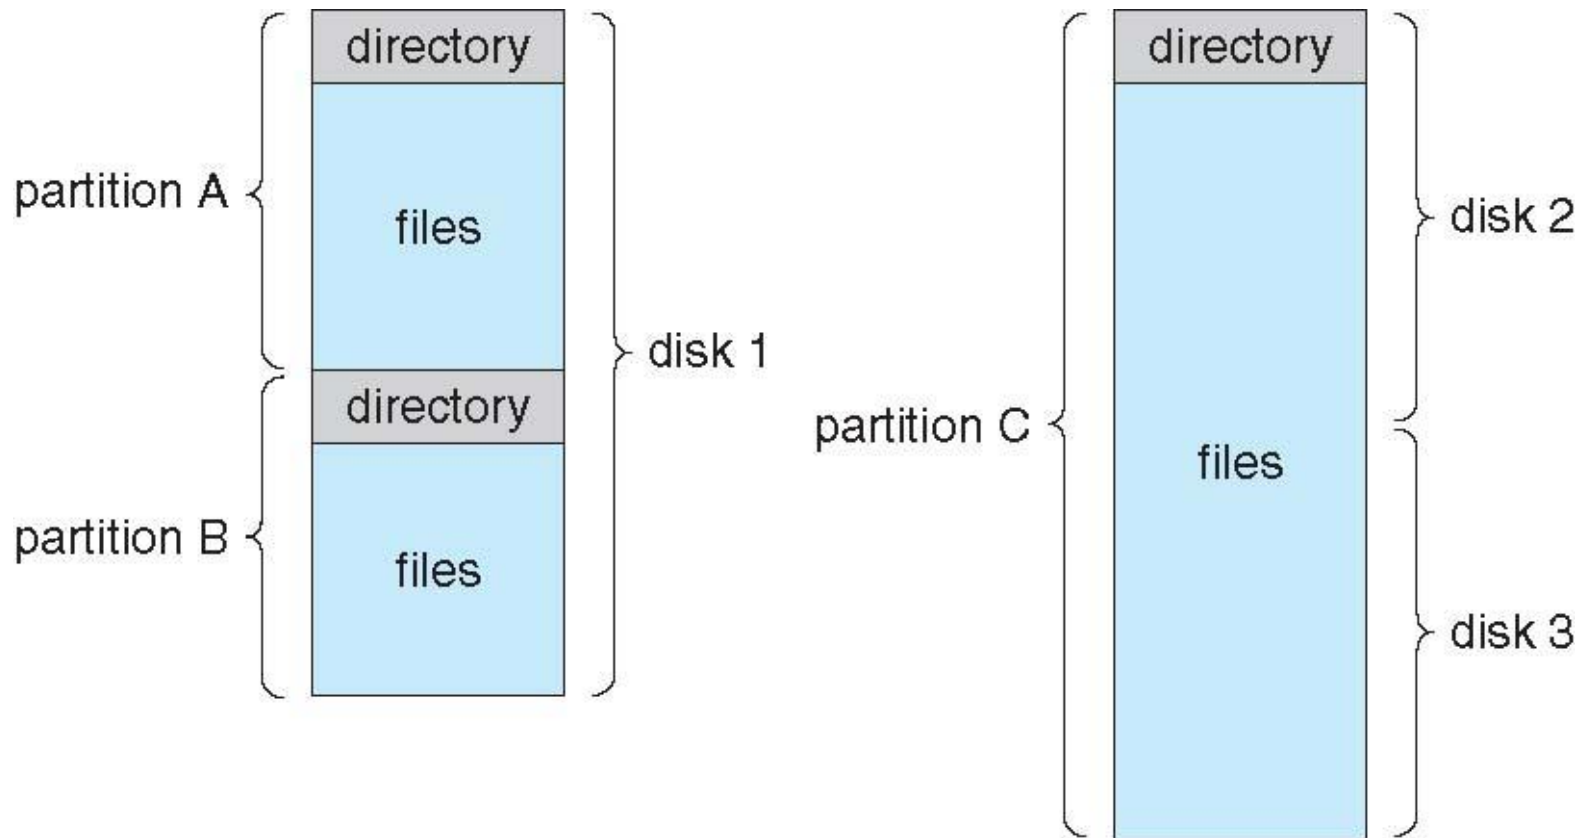 directory
partition A
files
disk 1
directory
partition B
files
directory
disk 2
partition C
files
disk 3